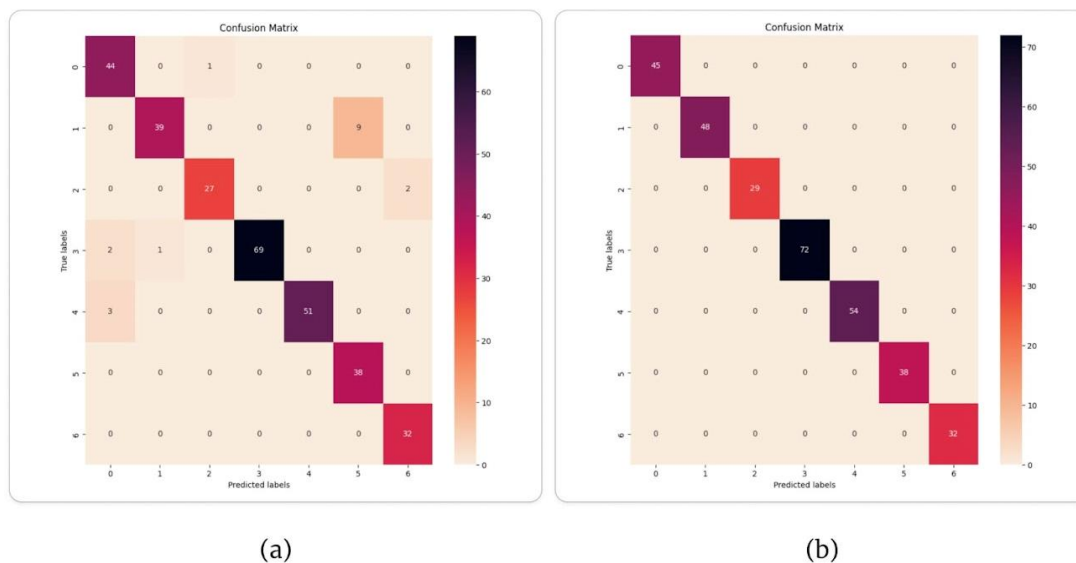 Confusion Matrix
0 44 0 1 0 0 0 0
1 0 39 0 0 0 9 0
2 0 0 27 0 0 0 2
3 2 1 0 69 0 0 0
4 3 0 0 0 51 0 0
5 0 0 0 0 0 38 0
6 0 0 0 0 0 0 32
0 1 2 3 4 5 6
True labels
Predicted labels
60
50
40
30
20
10
0
(a)
Confusion Matrix
0 45 0 0 0 0 0 0
1 0 48 0 0 0 0 0
2 0 0 29 0 0 0 0
3 0 0 0 72 0 0 0
4 0 0 0 0 54 0 0
5 0 0 0 0 0 38 0
6 0 0 0 0 0 0 32
0 1 2 3 4 5 6
True labels
Predicted labels
70
60
50
40
30
20
10
0
(b)